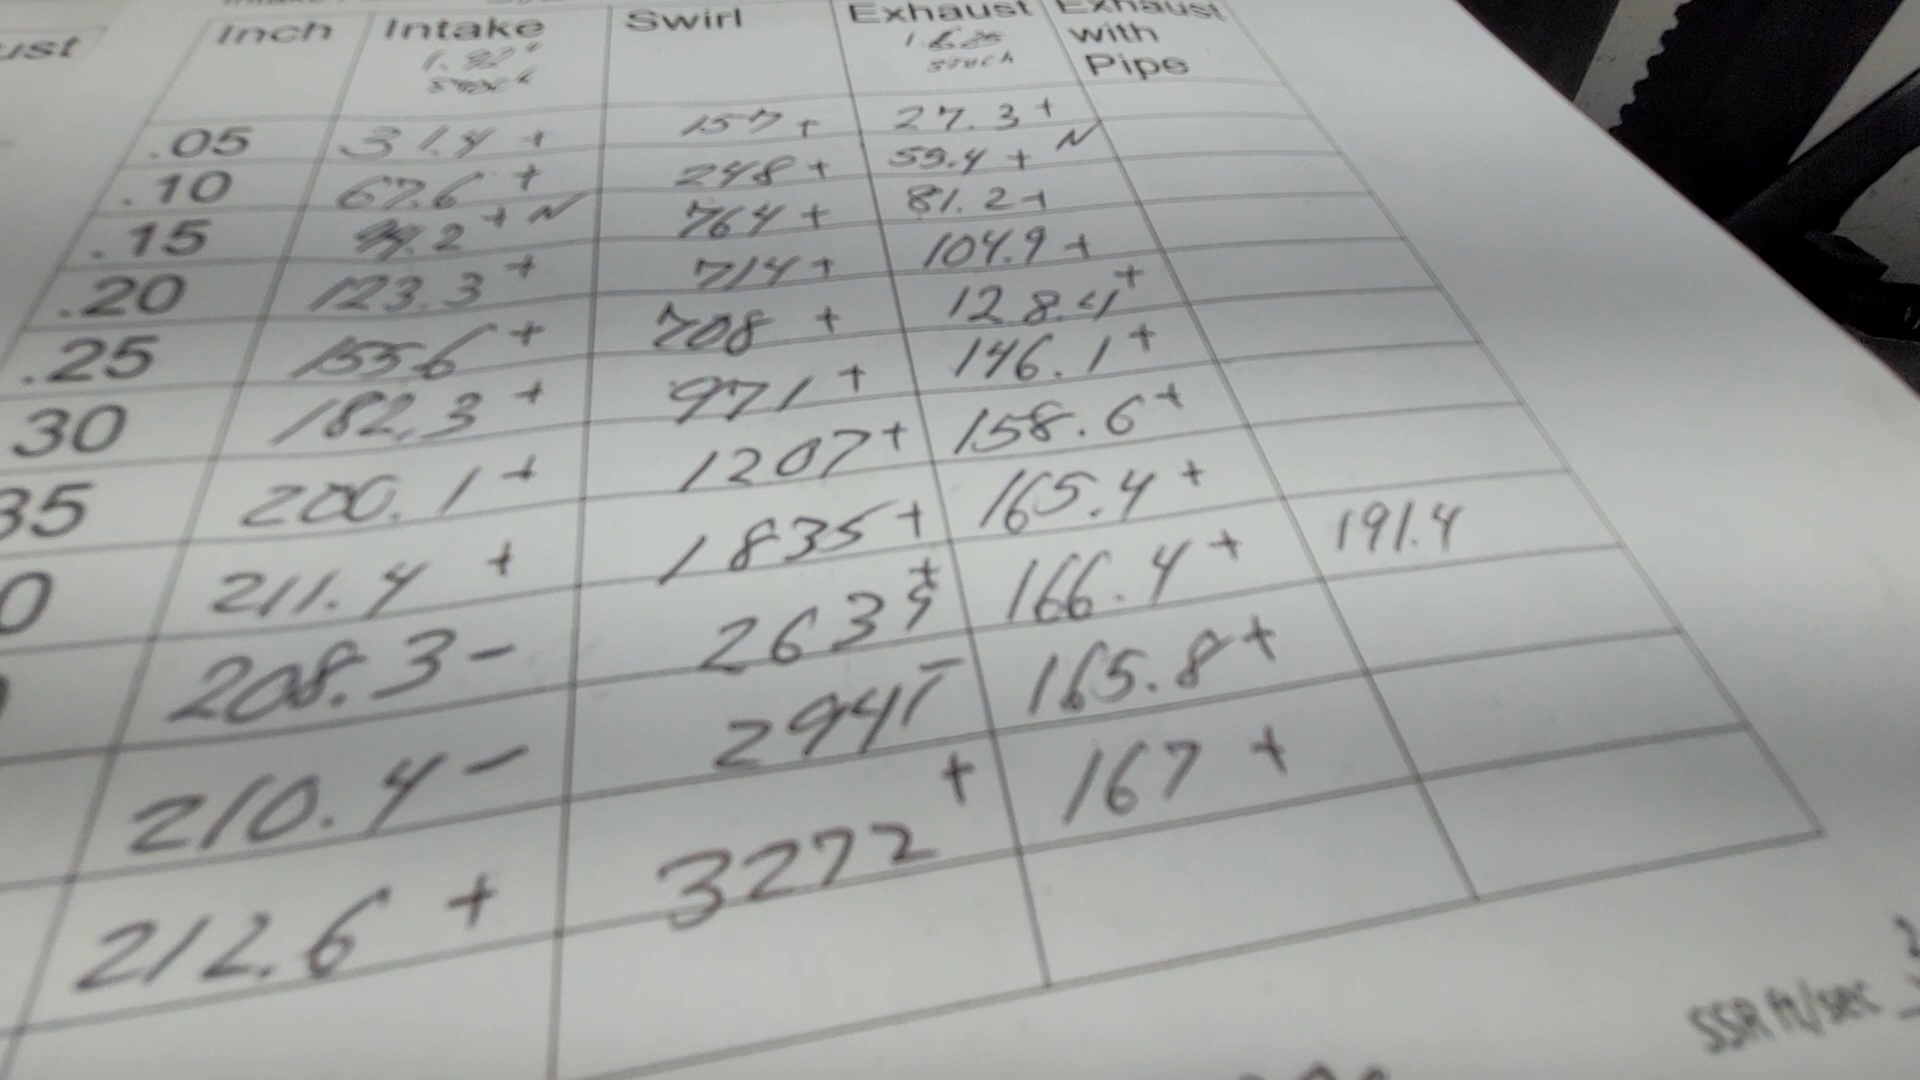 ust Inch Intake Swirl Exhaust Exhaust with Pipe
1.92" stock 1.625 stock
.05 31.4 + 157 + 27.3 +
.10 67.6 + 248 + 59.4 + N
.15 99.2 + N 764 + 81.2 +
.20 123.3 + 714 + 104.9 +
.25 155.6 + 708 + 128.4 +
30 182.3 + 971 + 146.1 +
35 200.1 + 1207 + 158.6 +
0 211.4 + 1835 + 165.4 +
208.3 - 2635 + 166.4 + 191.4
210.4 - 2941 - 165.8 +
212.6 + 3272 + 167 +
SSR ft/sec